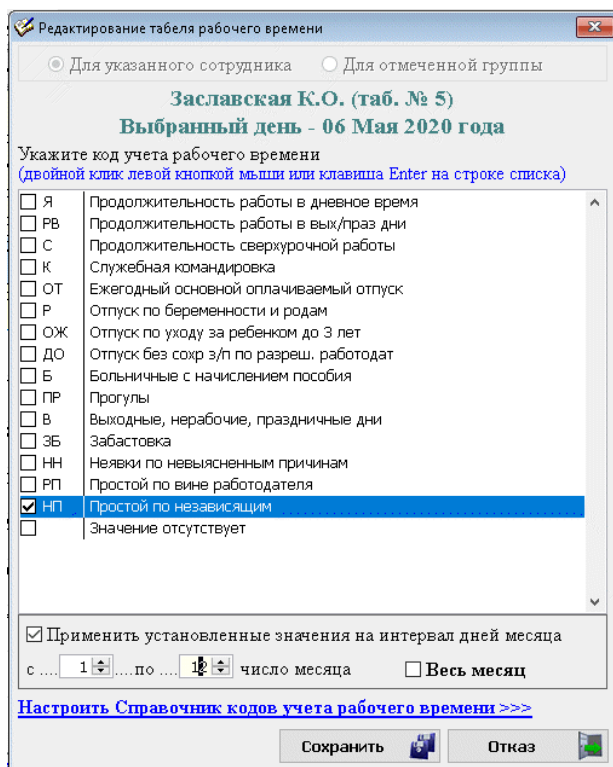 Редактирование табеля рабочего времени
Для указанного сотрудника Для отмеченной группы
Заславская К.О. (таб. № 5)
Выбранный день - 06 Мая 2020 года
Укажите код учета рабочего времени
(двойной клик левой кнопкой мыши или клавиша Enter на строке списка)
Я Продолжительность работы в дневное время
РВ Продолжительность работы в вых/праз дни
С Продолжительность сверхурочной работы
К Служебная командировка
ОТ Ежегодный основной оплачиваемый отпуск
Р Отпуск по беременности и родам
ОЖ Отпуск по уходу за ребенком до 3 лет
ДО Отпуск без сохр з/п по разреш. работодат
Б Больничные с начислением пособия
ПР Прогулы
В Выходные, нерабочие, праздничные дни
ЗБ Забастовка
НН Неявки по невыясненным причинам
РП Простой по вине работодателя
НП Простой по независящим
Значение отсутствует
Применить установленные значения на интервал дней месяца
с .... 1 ....по .... 12 число месяца Весь месяц
Настроить Справочник кодов учета рабочего времени >>>
Сохранить Отказ